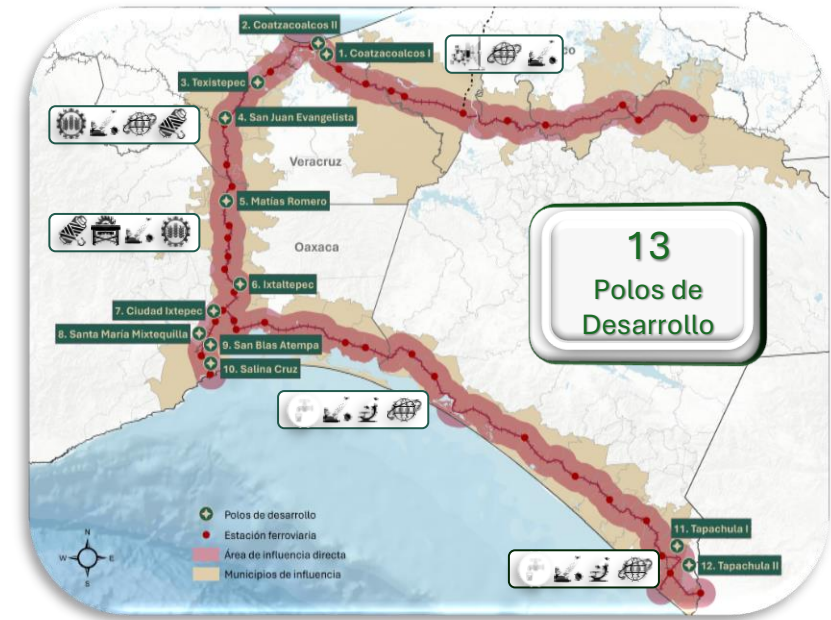 2. Coatzacoalcos II
1. Coatzacoalcos I
co
3. Texistepec
4. San Juan Evangelista
Veracruz
5. Matías Romero
Oaxaca
13
Polos de
Desarrollo
6. Ixtaltepec
7. Ciudad Ixtepec
8. Santa María Mixtequilla
9. San Blas Atempa
10. Salina Cruz
Polos de desarrollo
Estación ferroviaria
Área de influencia directa
Municipios de influencia
N
W
E
S
11. Tapachula I
12. Tapachula II